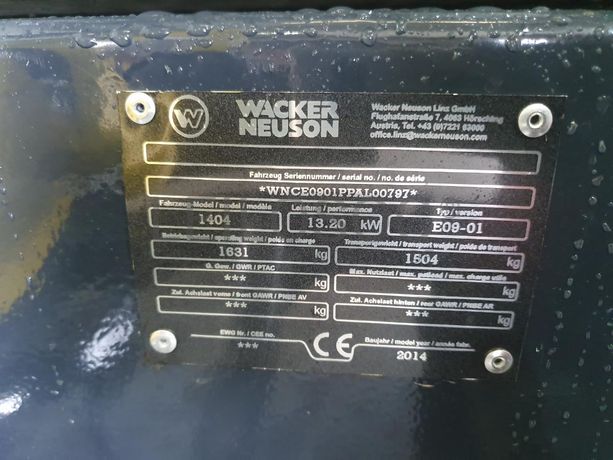 W
WACKER
NEUSON
Wacker Neuson Linz GmbH
Flughafenstraße 7, 4063 Hörsching
Austria, Tel. +43 (0)7221 63000
office.linz@wackerneuson.com
Fahrzeug Seriennummer / serial no. / no. de série
*WNCE0901PPAL00797*
Fahrzeug-Model / model / modèle
Leistung / performance
Typ / version
1404
13.20 kW
E09-01
Betriebsgewicht / operating weight / poids en charge
Transportgewicht / transport weight / poids de transport
1631 kg
1504 kg
G. Gew. / GWR / PTAC
Max. Nutzlast / max. payload / max. charge utile
*** kg
*** kg
Zul. Achslast vorne / front GAWR / PNBE AV
Zul. Achslast hinten / rear GAWR / PNBE AR
*** kg
*** kg
EWG Nr. / CEE no.
***
CE
Baujahr / model year / année fabr.
2014